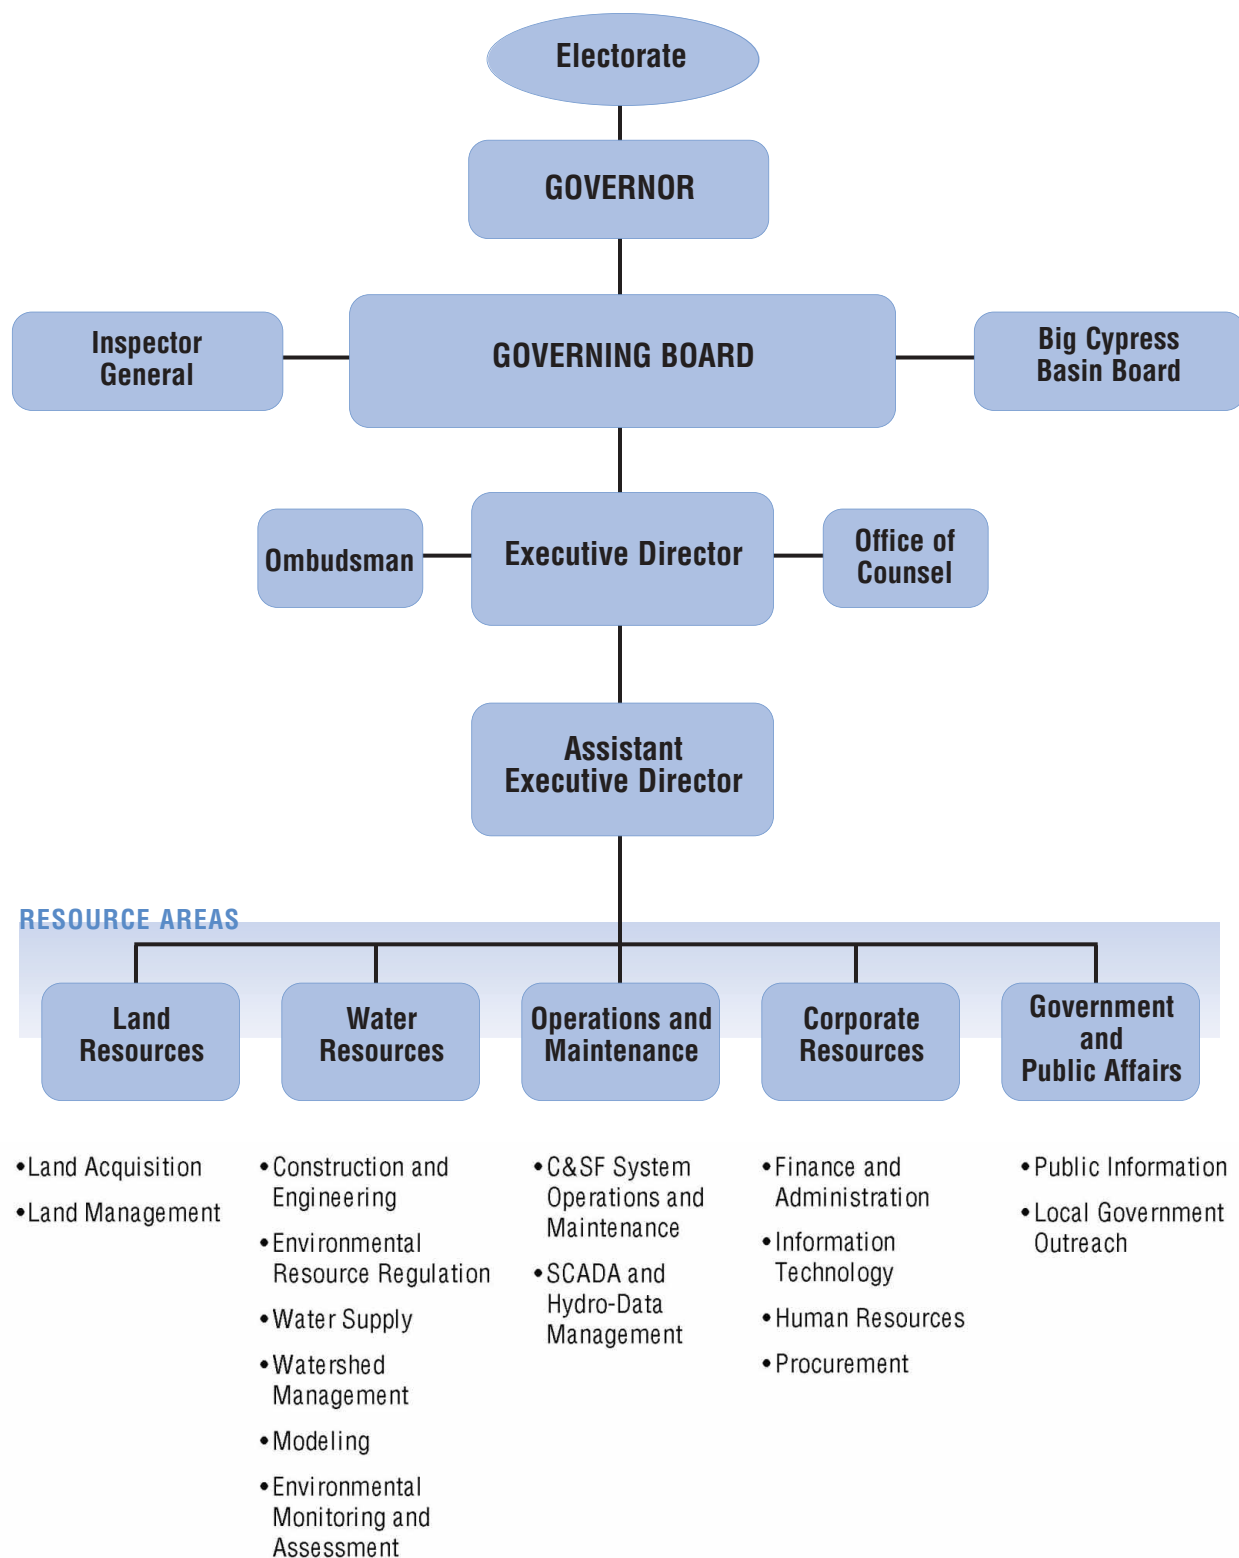 Electorate
GOVERNOR
Inspector
General
GOVERNING BOARD
Big Cypress
Basin Board
Ombudsman
Executive Director
Office of
Counsel
Assistant
Executive Director
RESOURCE AREAS
Land
Resources
Water
Resources
Operations and
Maintenance
Corporate
Resources
Government
and
Public Affairs
•Land Acquisition
•Land Management
•Construction and
Engineering
•Environmental
Resource Regulation
•Water Supply
•Watershed
Management
•Modeling
•Environmental
Monitoring and
Assessment
•C&SF System
Operations and
Maintenance
•SCADA and
Hydro-Data
Management
•Finance and
Administration
•Information
Technology
•Human Resources
•Procurement
•Public Information
•Local Government
Outreach